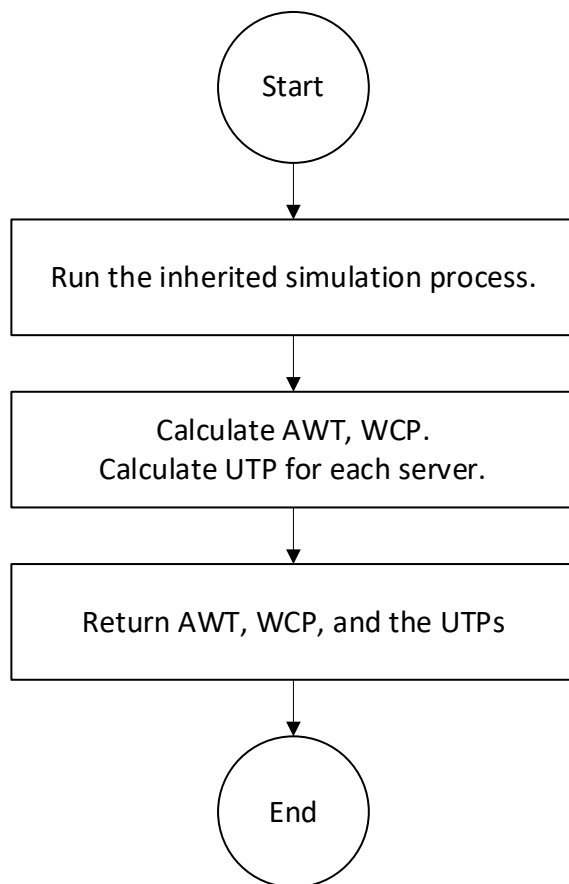 Start
Run the inherited simulation process.
Calculate AWT, WCP.
Calculate UTP for each server.
Return AWT, WCP, and the UTPs
End